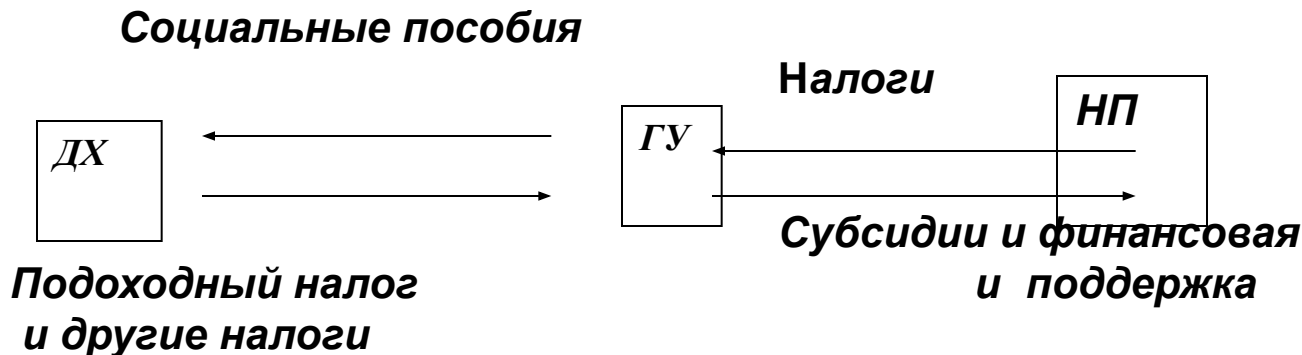 Социальные пособия
Налоги
ДХ
ГУ
НП
Субсидии и финансовая
и поддержка
Подоходный налог
и другие налоги